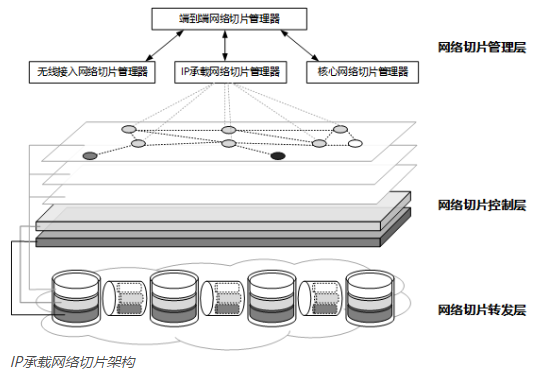 端到端网络切片管理器
网络切片管理层
无线接入网络切片管理器
IP承载网络切片管理器
核心网络切片管理器
网络切片控制层
网络切片转发层
IP承载网络切片架构